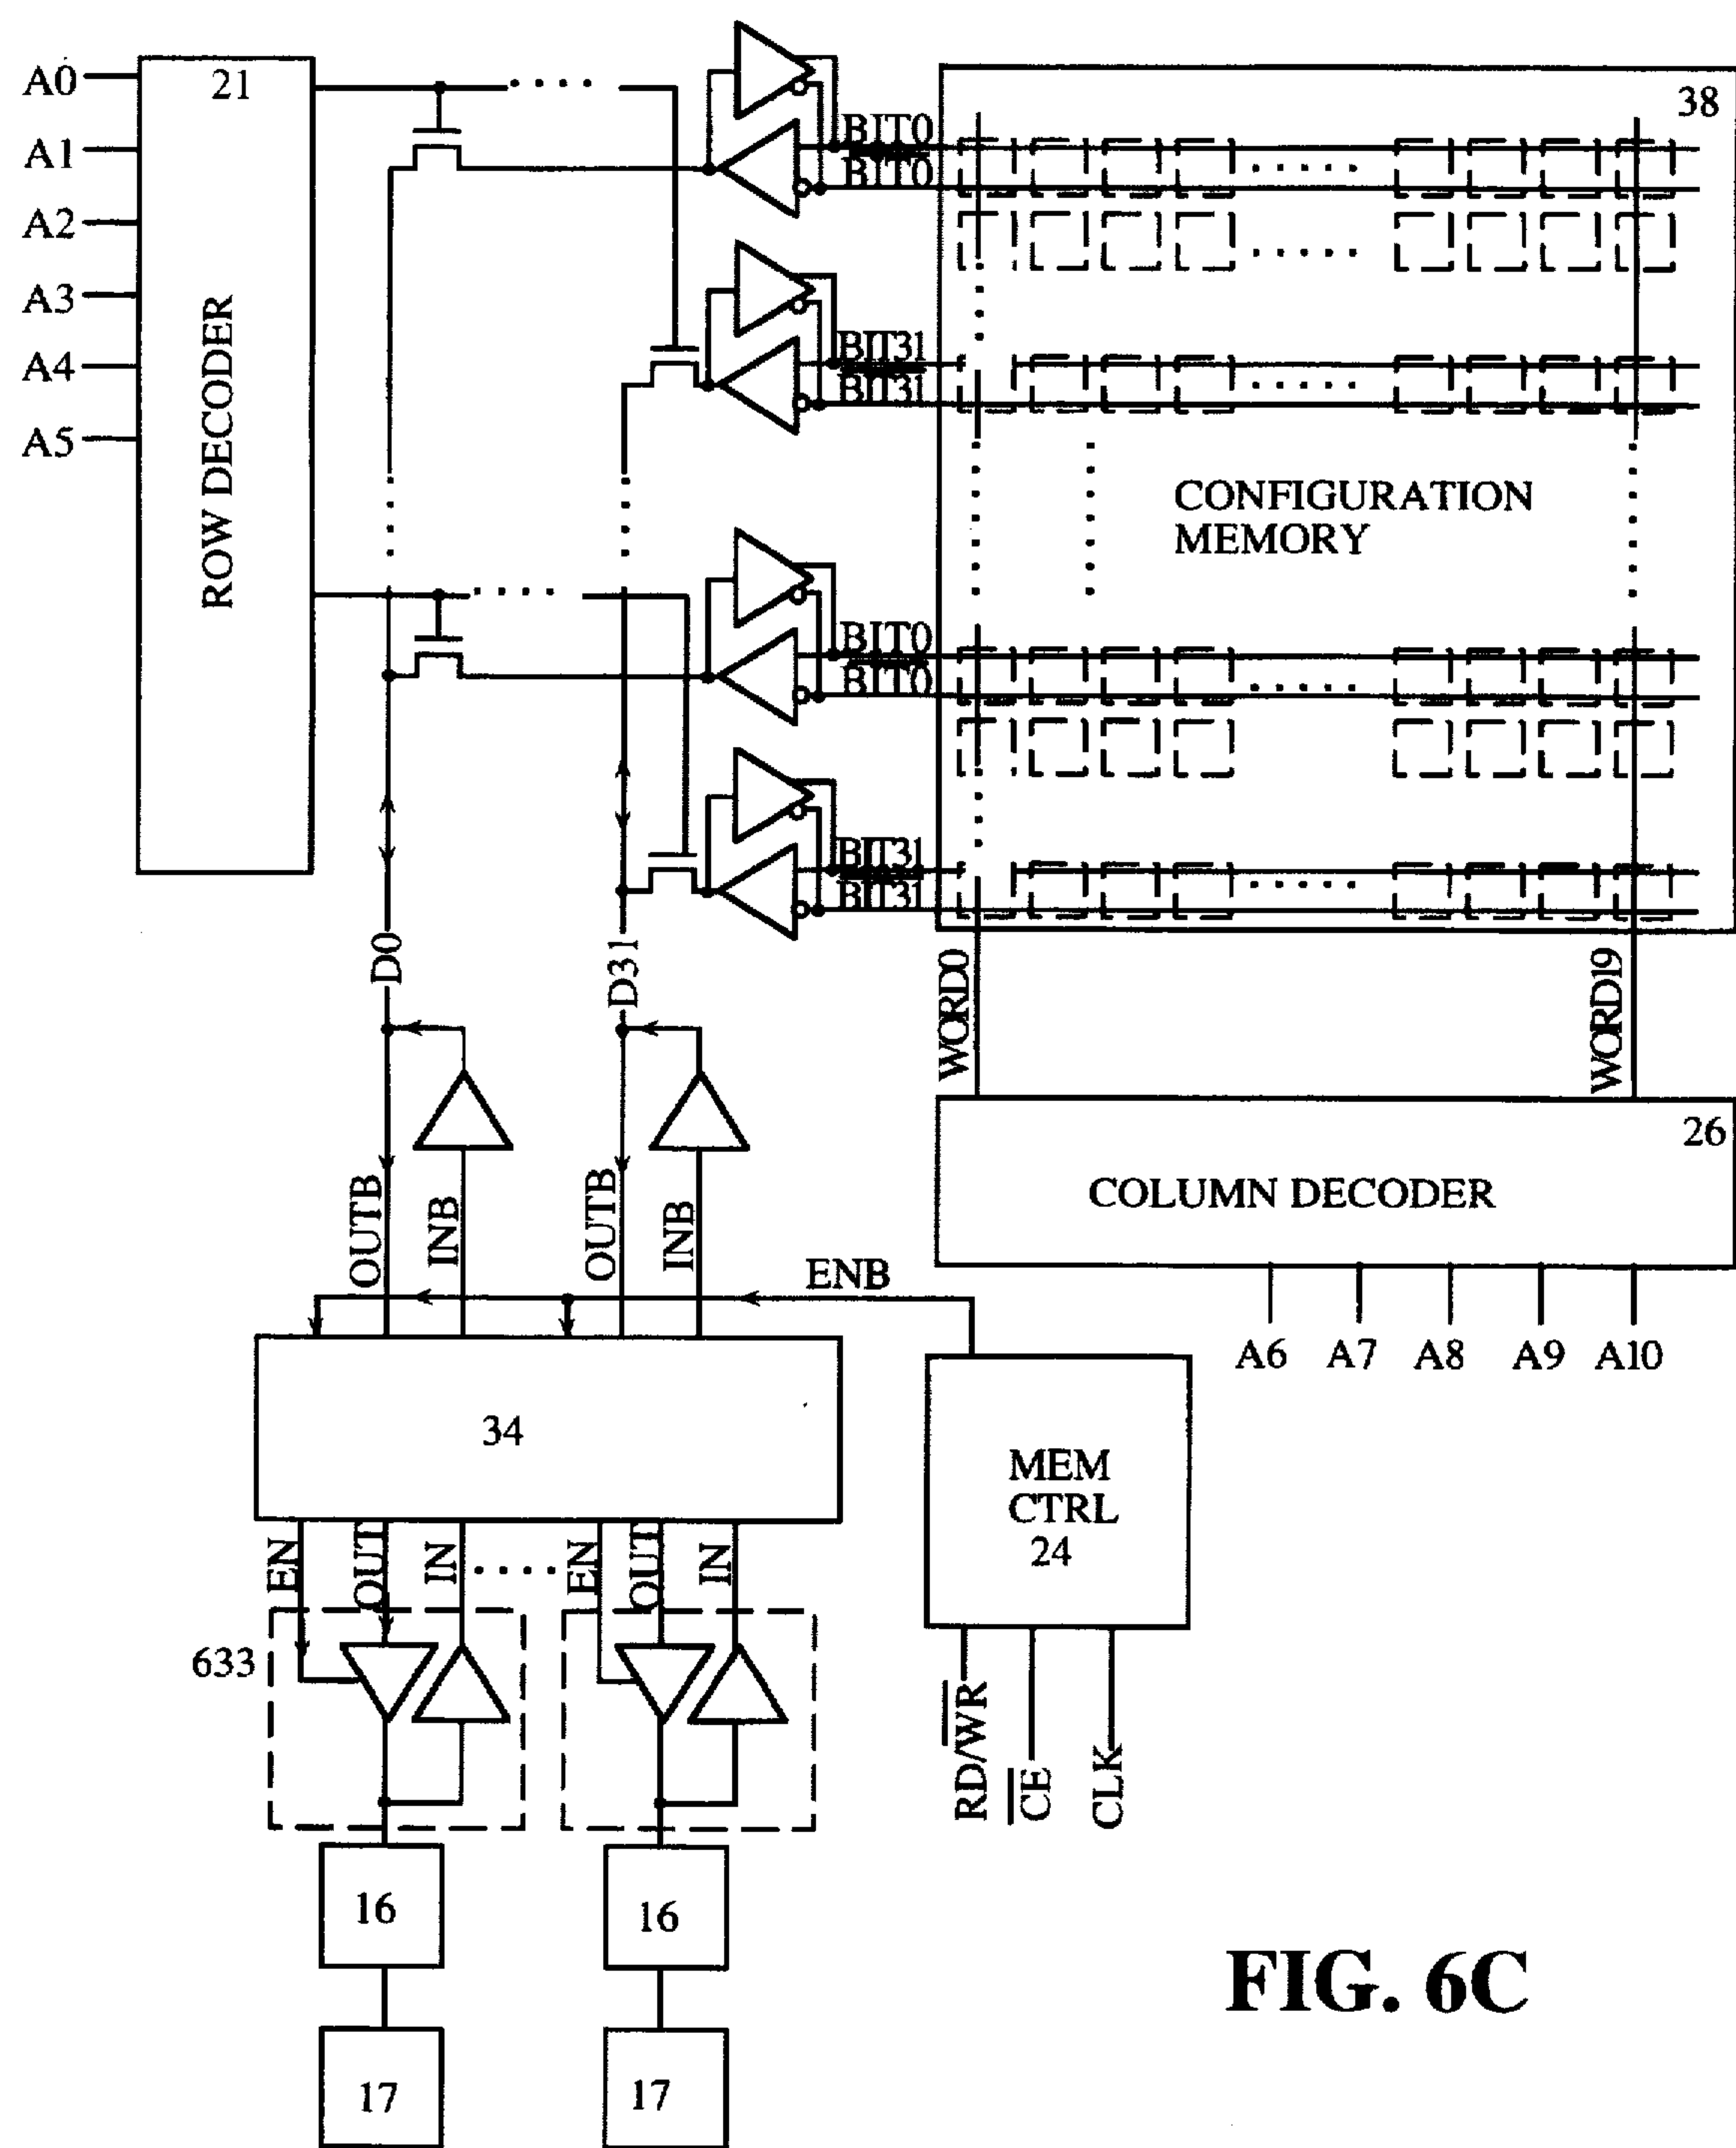 A0
A1
A2
A3
A4
A5
21
ROW DECODER
38
BIT0
BIT0
BIT31
BIT31
CONFIGURATION
MEMORY
BIT0
BIT0
BIT31
BIT31
D0
D31
WORD0
WORD19
26
COLUMN DECODER
A6 A7 A8 A9 A10
OUTB
INB
OUTB
INB
ENB
34
MEM
CTRL
24
EN
OUT
IN
EN
OUT
IN
633
RD/WR
CE
CLK
16
16
17
17
FIG. 6C